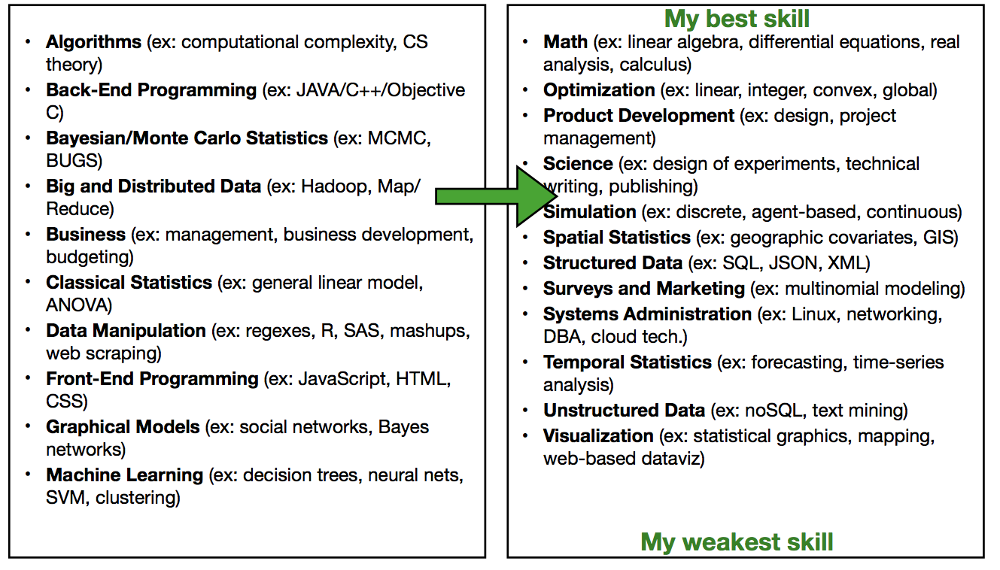 • Algorithms (ex: computational complexity, CS
theory)
• Back-End Programming (ex: JAVA/C++/Objective
C)
• Bayesian/Monte Carlo Statistics (ex: MCMC,
BUGS)
• Big and Distributed Data (ex: Hadoop, Map/
Reduce)
• Business (ex: management, business development,
budgeting)
• Classical Statistics (ex: general linear model,
ANOVA)
• Data Manipulation (ex: regexes, R, SAS, mashups,
web scraping)
• Front-End Programming (ex: JavaScript, HTML,
CSS)
• Graphical Models (ex: social networks, Bayes
networks)
• Machine Learning (ex: decision trees, neural nets,
SVM, clustering)
My best skill
• Math (ex: linear algebra, differential equations, real
analysis, calculus)
• Optimization (ex: linear, integer, convex, global)
• Product Development (ex: design, project
management)
• Science (ex: design of experiments, technical
writing, publishing)
Simulation (ex: discrete, agent-based, continuous)
• Spatial Statistics (ex: geographic covariates, GIS)
• Structured Data (ex: SQL, JSON, XML)
• Surveys and Marketing (ex: multinomial modeling)
• Systems Administration (ex: Linux, networking,
DBA, cloud tech.)
• Temporal Statistics (ex: forecasting, time-series
analysis)
• Unstructured Data (ex: noSQL, text mining)
• Visualization (ex: statistical graphics, mapping,
web-based dataviz)
My weakest skill